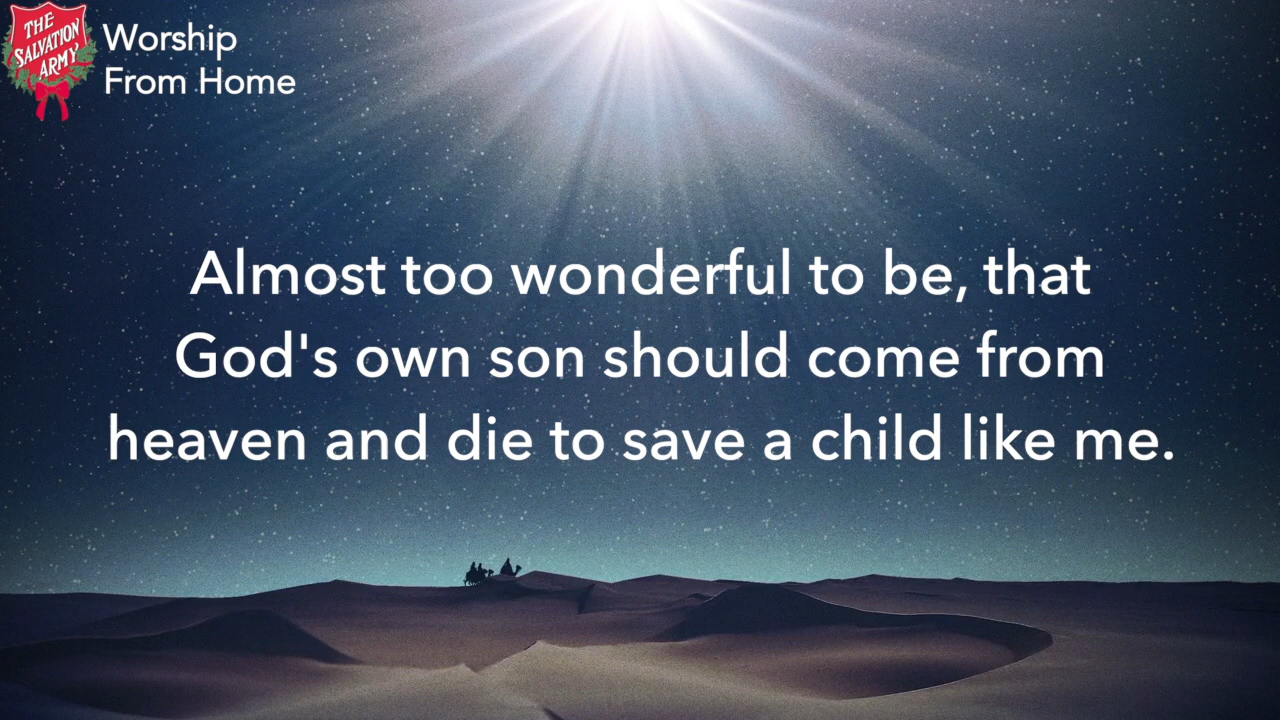 THE
SALVATION
ARMY
Worship
From Home
Almost too wonderful to be, that
God's own son should come from
heaven and die to save a child like me.